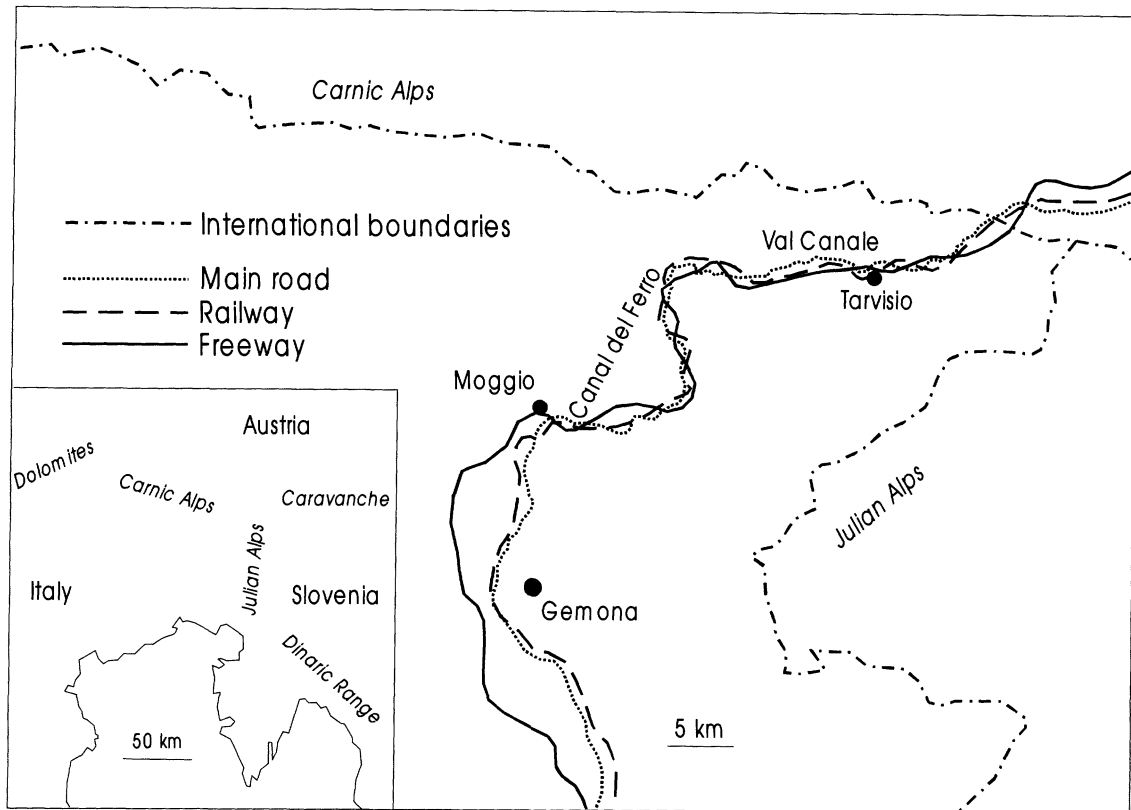 Carnic Alps
International boundaries
Main road
Railway
Freeway
Val Canale
Tarvisio
Canal del Ferro
Moggio
Julian Alps
Gemona
5 km
Austria
Dolomites
Carnic Alps
Caravanche
Julian Alps
Italy
Slovenia
Dinaric Range
50 km